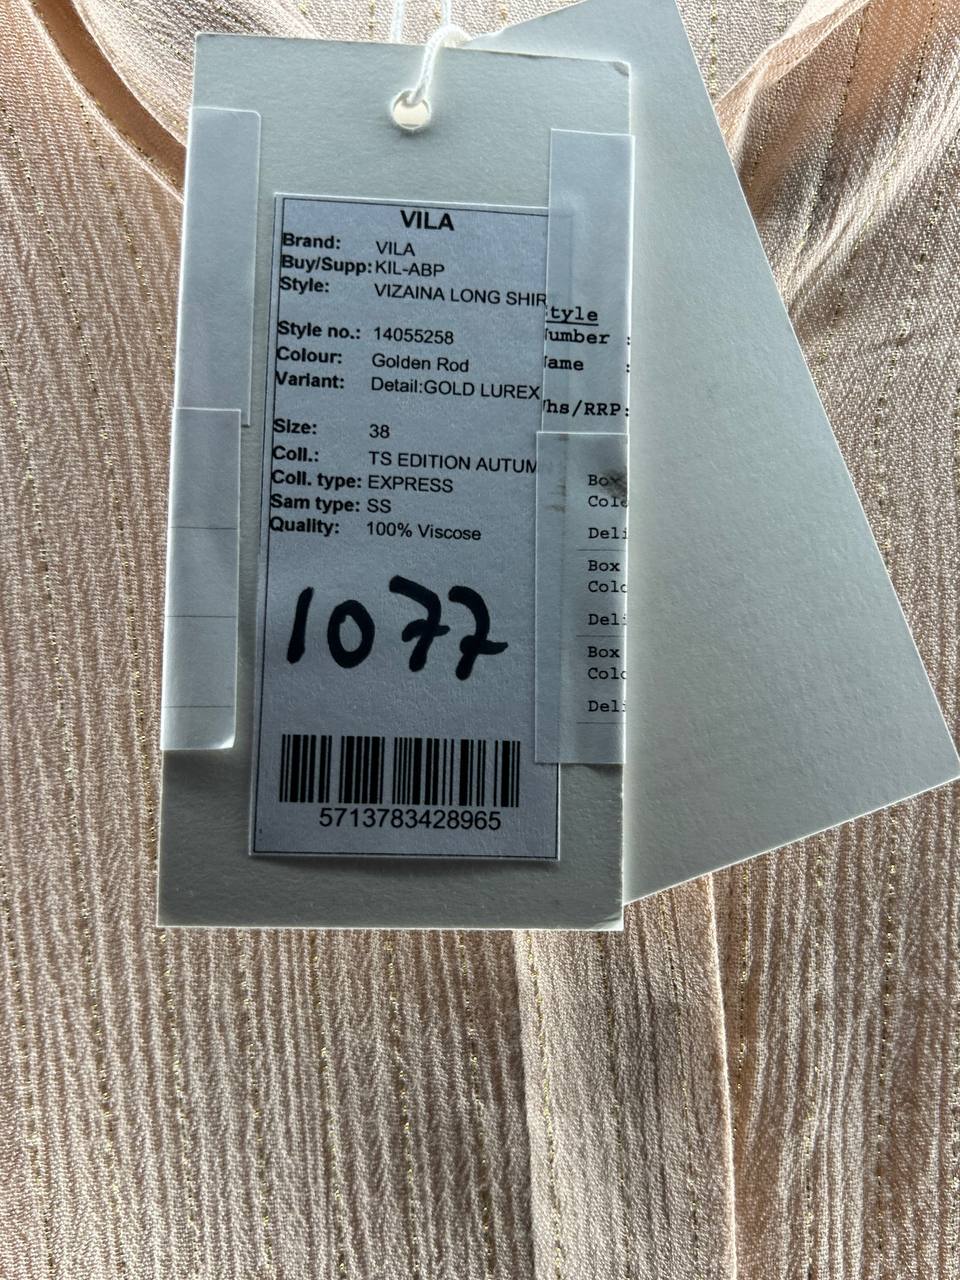 VILA
Brand: VILA
Buy/Supp: KIL-ABP
Style: VIZAINA LONG SHIR
Style no.: 14055258
Colour: Golden Rod
Variant: Detail:GOLD LUREX
Size: 38
Coll.: TS EDITION AUTUM
Coll. type: EXPRESS
Sam type: SS
Quality: 100% Viscose
1077
5713783428965
Style
umber :
ame :
hs/RRP:
Box
Colo
Deli
Box
Colo
Deli
Box
Colo
Deli